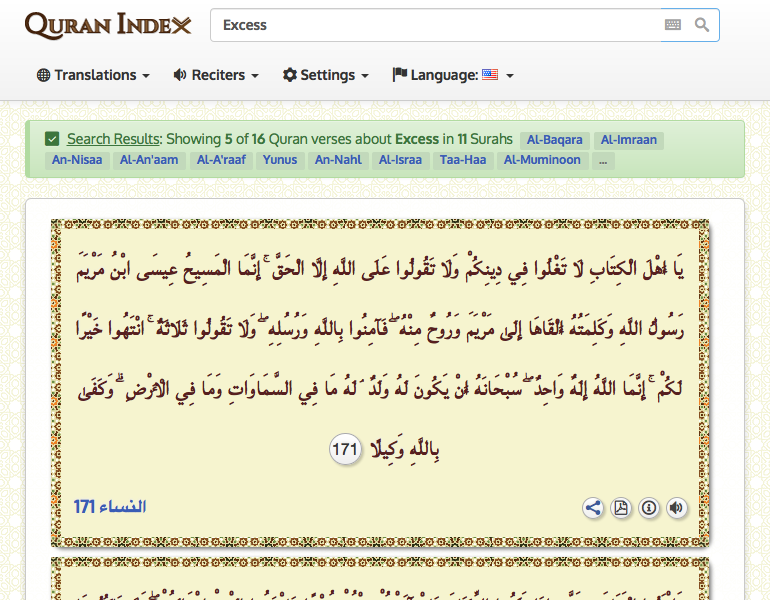 QURAN INDEX
Excess
Translations
Reciters
Settings
Language:
Search Results: Showing 5 of 16 Quran verses about Excess in 11 Surahs Al-Baqara Al-Imraan
An-Nisaa Al-An'aam Al-A'raaf Yunus An-Nahl Al-Israa Taa-Haa Al-Muminoon ...
يَا أَهْلَ الْكِتَابِ لَا تَغْلُوا فِي دِينِكُمْ وَلَا تَقُولُوا عَلَى اللَّهِ إِلَّا الْحَقَّ ۚ إِنَّمَا الْمَسِيحُ عِيسَى ابْنُ مَرْيَمَ
رَسُولُ اللَّهِ وَكَلِمَتُهُ أَلْقَاهَا إِلَىٰ مَرْيَمَ وَرُوحٌ مِنْهُ ۖ فَآمِنُوا بِاللَّهِ وَرُسُلِهِ ۖ وَلَا تَقُولُوا ثَلَاثَةٌ ۚ انْتَهُوا خَيْرًا
لَكُمْ ۚ إِنَّمَا اللَّهُ إِلَٰهٌ وَاحِدٌ ۖ سُبْحَانَهُ أَنْ يَكُونَ لَهُ وَلَدٌ ۘ لَهُ مَا فِي السَّمَاوَاتِ وَمَا فِي الْأَرْضِ ۗ وَكَفَىٰ
بِاللَّهِ وَكِيلًا 171
النساء 171